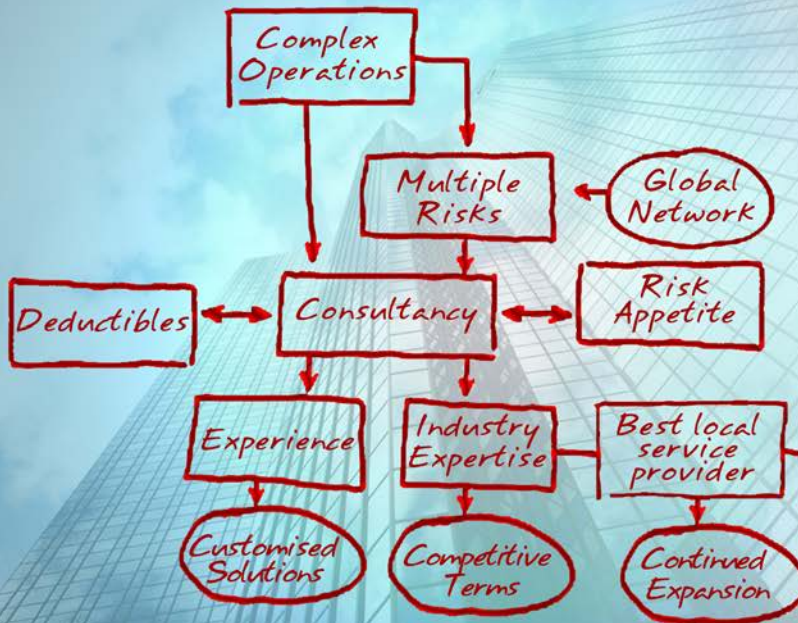 Complex
Operations
Multiple
Risks
Global
Network
Deductibles
Consultancy
Risk
Appetite
Experience
Industry
Expertise
Best local
service
provider
Customised
Solutions
Competitive
Terms
Continued
Expansion